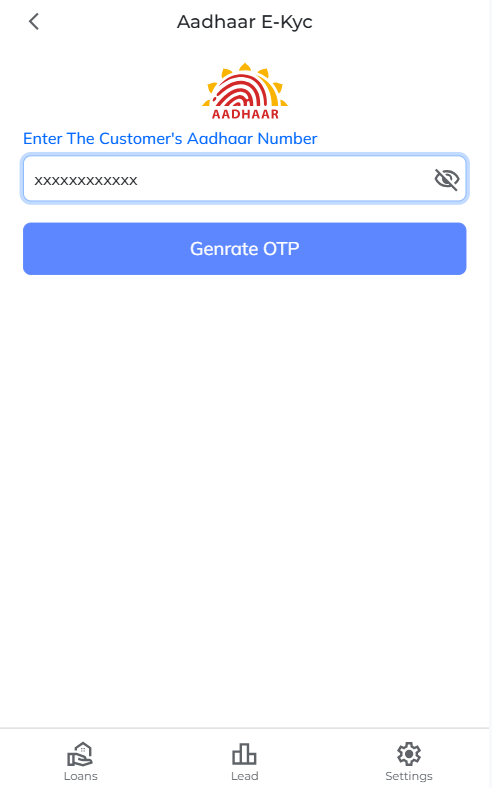 Aadhaar E-Kyc
AADHAAR
Enter The Customer's Aadhaar Number
xxxxxxxxxxxx
Genrate OTP
Loans
Lead
Settings